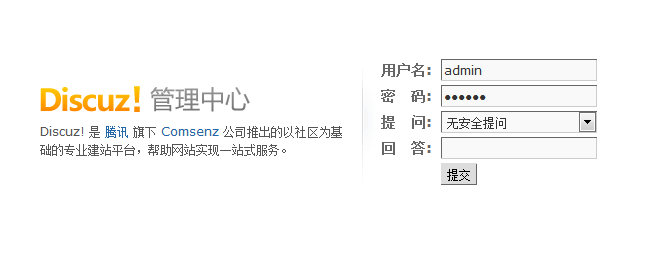 Discuz! 管理中心
Discuz! 是 腾讯 旗下 Comsenz 公司推出的以社区为基
础的专业建站平台，帮助网站实现一站式服务。
用户名: admin
密 码: ••••••
提 问: 无安全提问
回 答:
提交